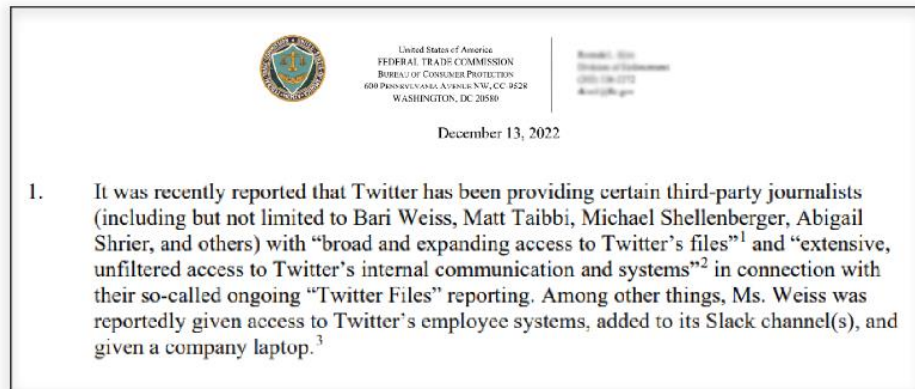 United States of America
FEDERAL TRADE COMMISSION
BUREAU OF CONSUMER PROTECTION
600 PENNSYLVANIA AVENUE NW, CC-9528
WASHINGTON, DC 20580
December 13, 2022
1. It was recently reported that Twitter has been providing certain third-party journalists
(including but not limited to Bari Weiss, Matt Taibbi, Michael Shellenberger, Abigail
Shrier, and others) with “broad and expanding access to Twitter’s files”1 and “extensive,
unfiltered access to Twitter’s internal communication and systems”2 in connection with
their so-called ongoing “Twitter Files” reporting. Among other things, Ms. Weiss was
reportedly given access to Twitter’s employee systems, added to its Slack channel(s), and
given a company laptop.3